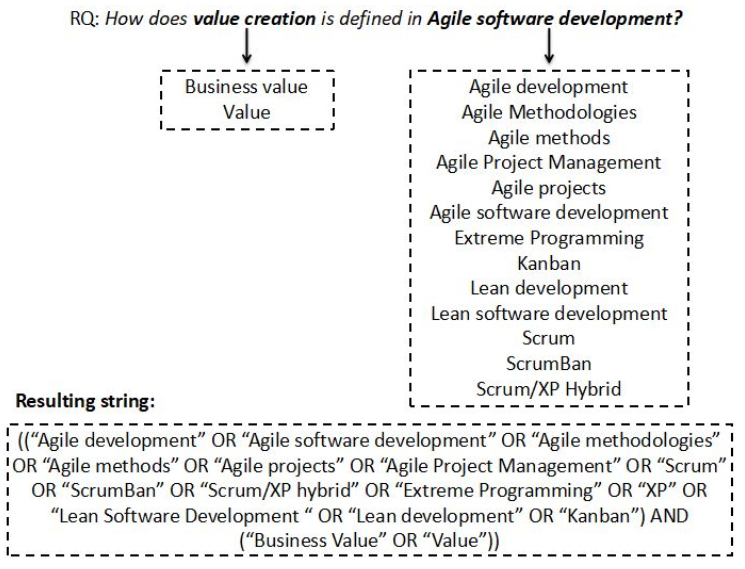 RQ: How does value creation is defined in Agile software development?
Business value
Value
Agile development
Agile Methodologies
Agile methods
Agile Project Management
Agile projects
Agile software development
Extreme Programming
Kanban
Lean development
Lean software development
Scrum
ScrumBan
Scrum/XP Hybrid
Resulting string:
((“Agile development” OR “Agile software development” OR “Agile methodologies”
OR “Agile methods” OR “Agile projects” OR “Agile Project Management” OR “Scrum”
OR “ScrumBan” OR “Scrum/XP hybrid” OR “Extreme Programming” OR “XP” OR
“Lean Software Development “ OR “Lean development” OR “Kanban”) AND
(“Business Value” OR “Value”))